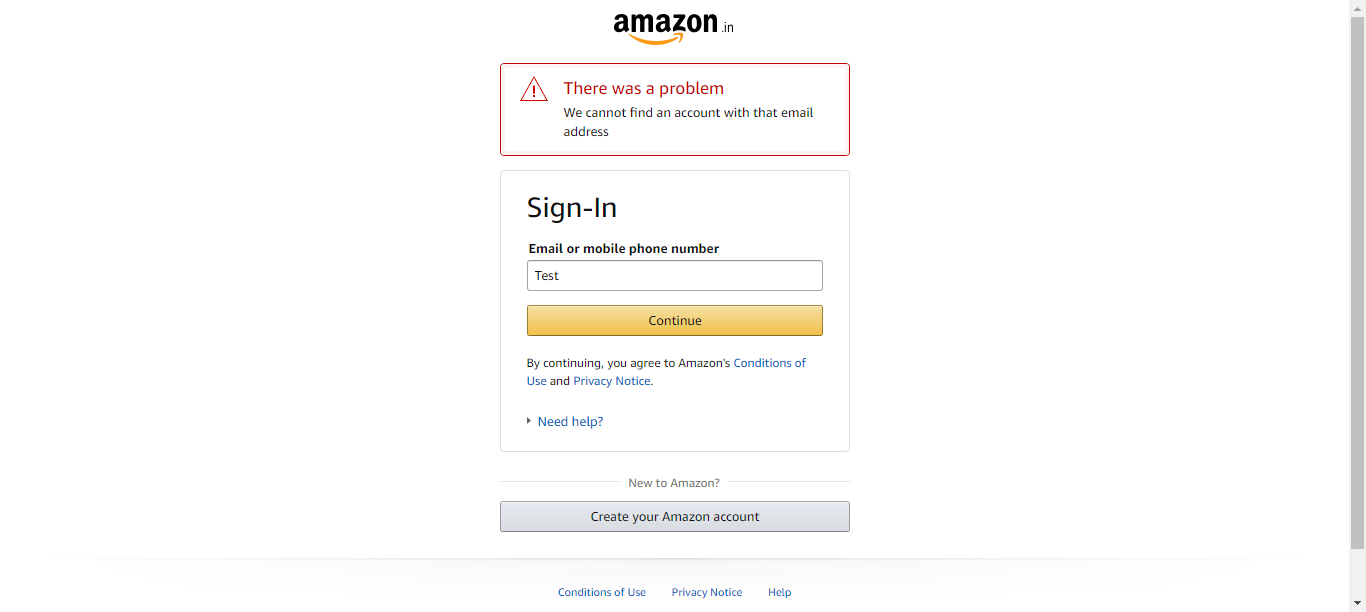 amazon.in
There was a problem
We cannot find an account with that email
address
Sign-In
Email or mobile phone number
Test
Continue
By continuing, you agree to Amazon's Conditions of
Use and Privacy Notice.
Need help?
New to Amazon?
Create your Amazon account
Conditions of Use Privacy Notice Help